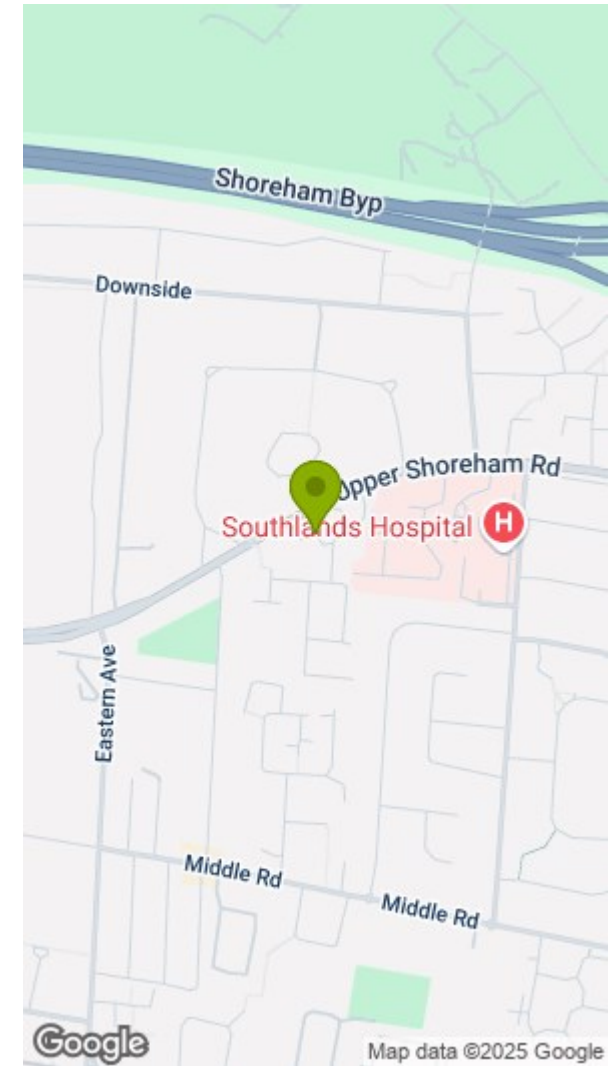 Shoreham Byp
Downside
Upper Shoreham Rd
Southlands Hospital
H
Eastern Ave
Middle Rd
Middle Rd
Google
Map data ©2025 Google